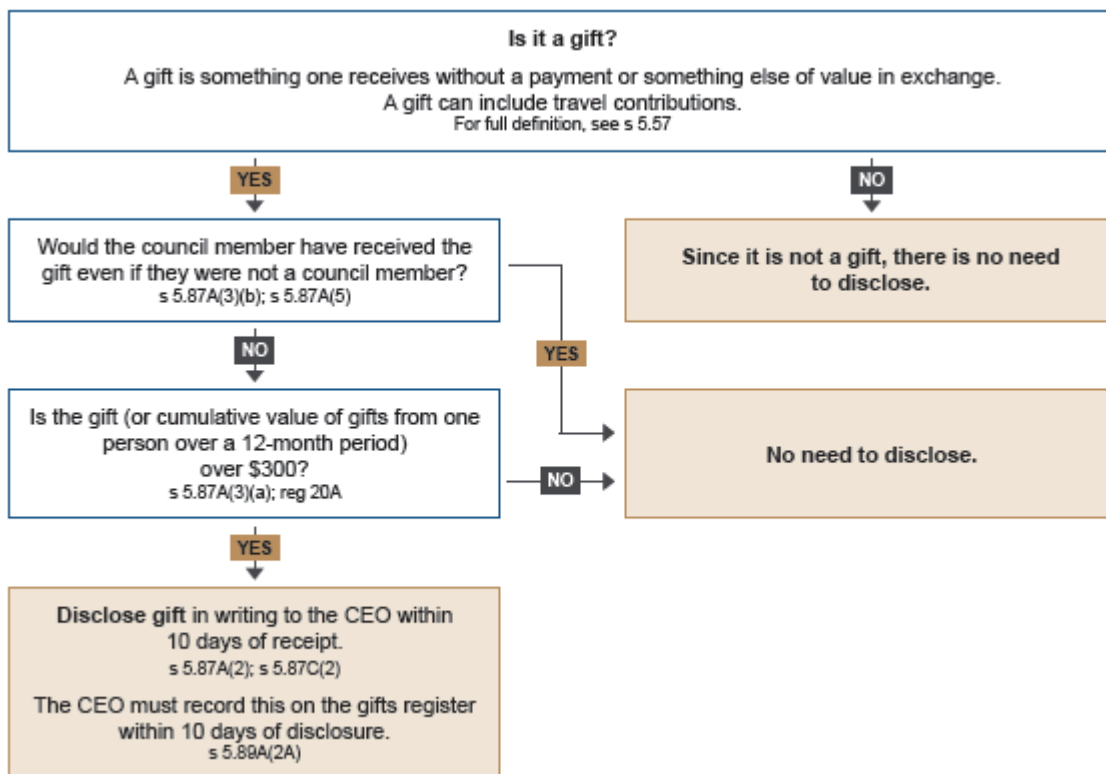 Is it a gift?
A gift is something one receives without a payment or something else of value in exchange.
A gift can include travel contributions.
For full definition, see s 5.57
YES
NO
Would the council member have received the
gift even if they were not a council member?
s 5.87A(3)(b); s 5.87A(5)
Since it is not a gift, there is no need
to disclose.
NO
YES
Is the gift (or cumulative value of gifts from one
person over a 12-month period)
over $300?
s 5.87A(3)(a); reg 20A
NO
No need to disclose.
YES
Disclose gift in writing to the CEO within
10 days of receipt.
s 5.87A(2); s 5.87C(2)
The CEO must record this on the gifts register
within 10 days of disclosure.
s 5.89A(2A)